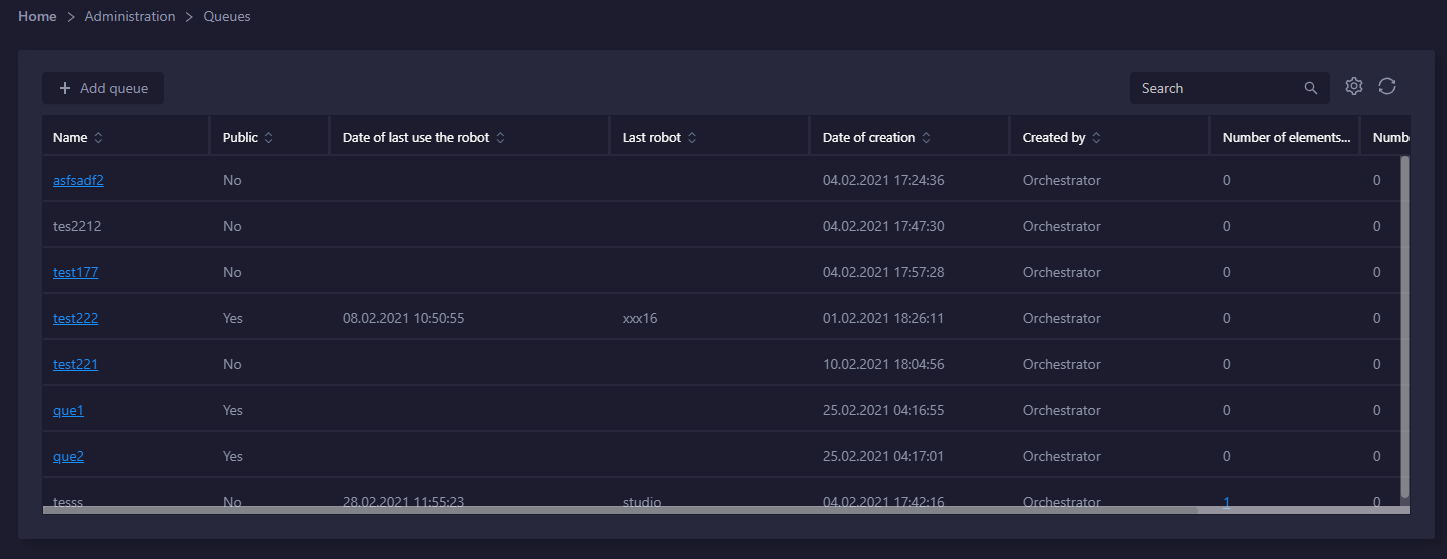 Home > Administration > Queues
+ Add queue Search
Name Public Date of last use the robot Last robot Date of creation Created by Number of elements... Numbe
asfsadf2 No 04.02.2021 17:24:36 Orchestrator 0 0
tes2212 No 04.02.2021 17:47:30 Orchestrator 0 0
test177 No 04.02.2021 17:57:28 Orchestrator 0 0
test222 Yes 08.02.2021 10:50:55 xxx16 01.02.2021 18:26:11 Orchestrator 0 0
test221 No 10.02.2021 18:04:56 Orchestrator 0 0
que1 Yes 25.02.2021 04:16:55 Orchestrator 0 0
que2 Yes 25.02.2021 04:17:01 Orchestrator 0 0
tesss No 28.02.2021 11:55:23 studio 04.02.2021 17:42:16 Orchestrator 1 0